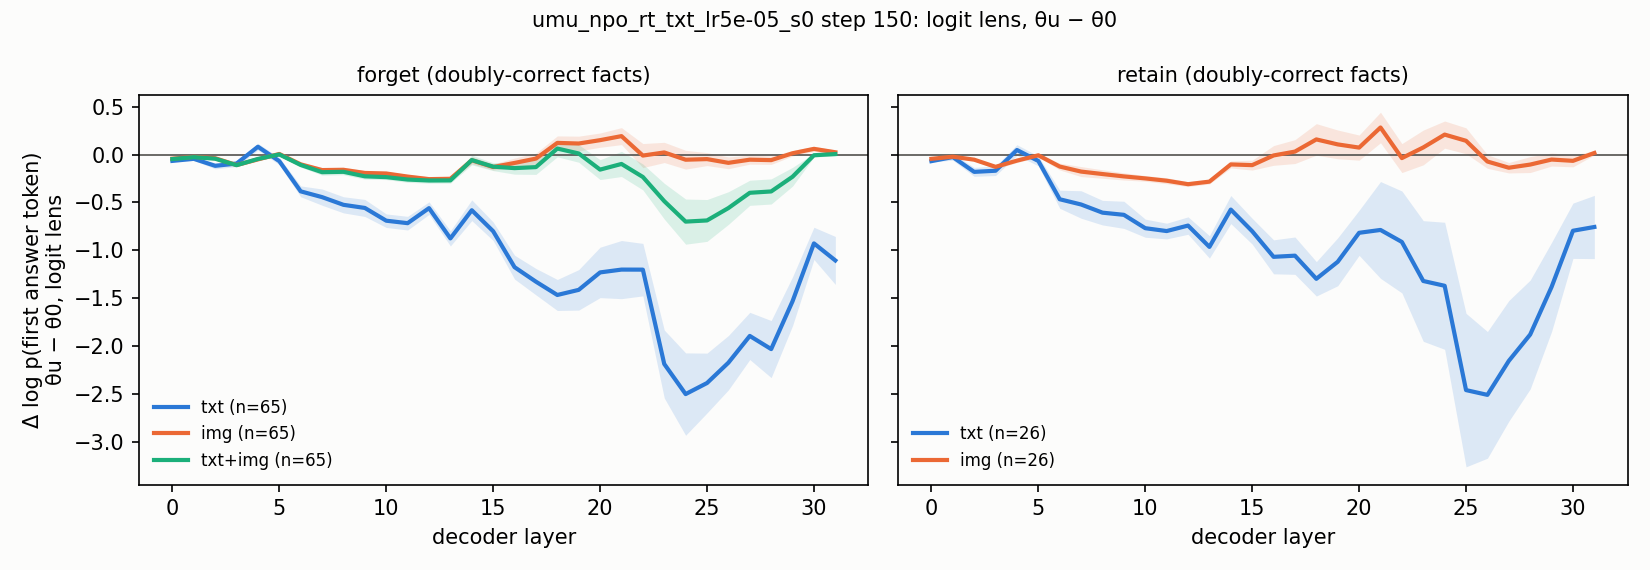 umu_npo_rt_txt_lr5e-05_s0 step 150: logit lens, θu − θ0
forget (doubly-correct facts)
retain (doubly-correct facts)
Δ log p(first answer token)
θu − θ0, logit lens
0.5
0.0
−0.5
−1.0
−1.5
−2.0
−2.5
−3.0
txt (n=65)
img (n=65)
txt+img (n=65)
txt (n=26)
img (n=26)
0 5 10 15 20 25 30
0 5 10 15 20 25 30
decoder layer
decoder layer